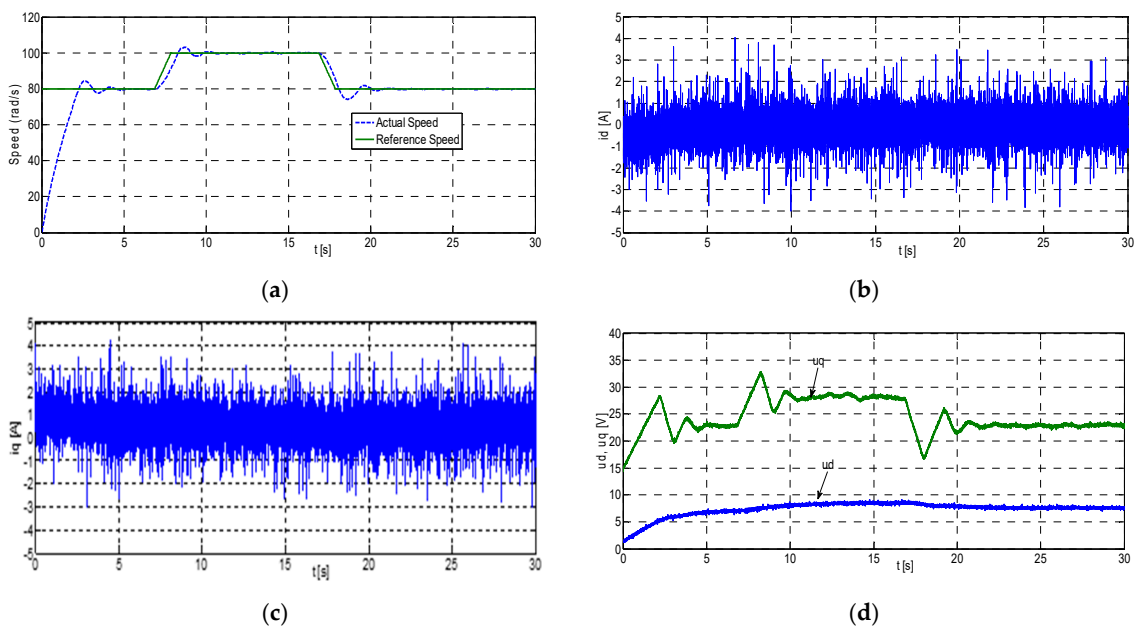 120
100
80
60
40
20
0
Speed (rad/s)
Actual Speed
Reference Speed
0 5 10 15 20 25 30
t [s]
(a)
5
4
3
2
1
0
-1
-2
-3
-4
-5
id [A]
0 5 10 15 20 25 30
t [s]
(b)
5
4
3
2
1
0
-1
-2
-3
-4
-5
iq [A]
0 5 10 15 20 25 30
t [s]
(c)
40
35
30
25
20
15
10
5
0
ud, uq [V]
uq
ud
0 5 10 15 20 25 30
t [s]
(d)